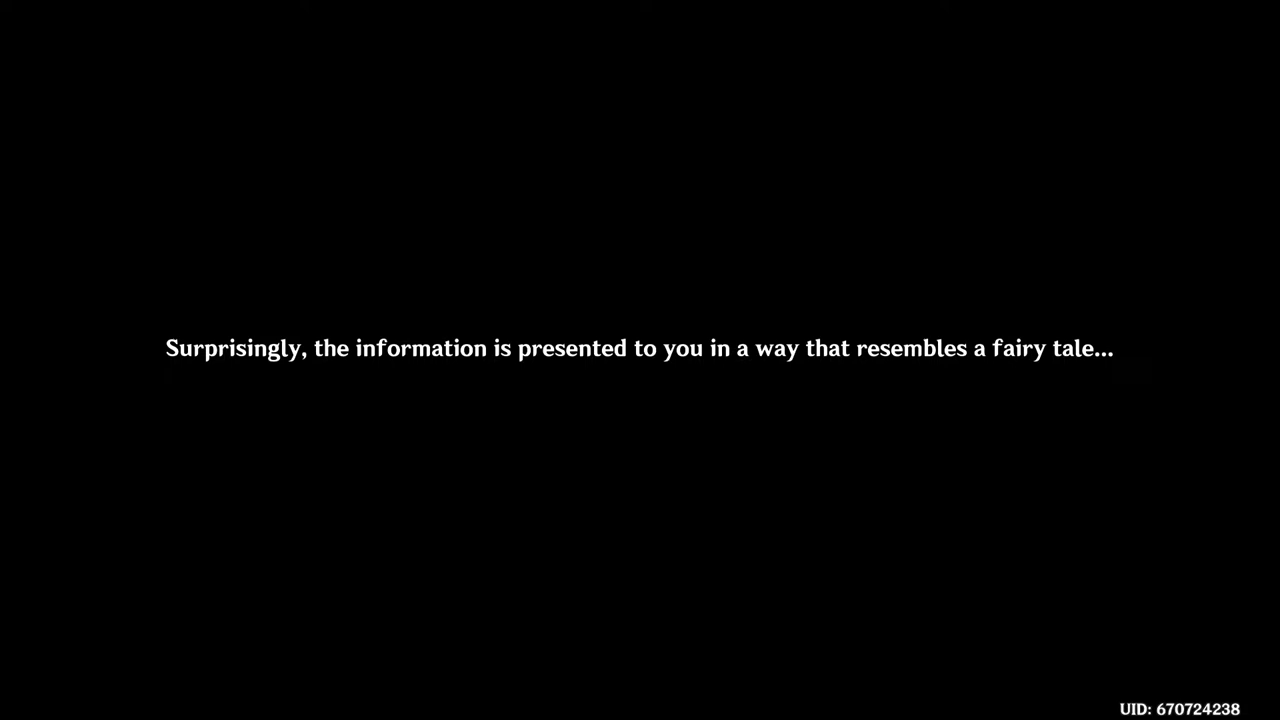 Surprisingly, the information is presented to you in a way that resembles a fairy tale...
UID: 670724238